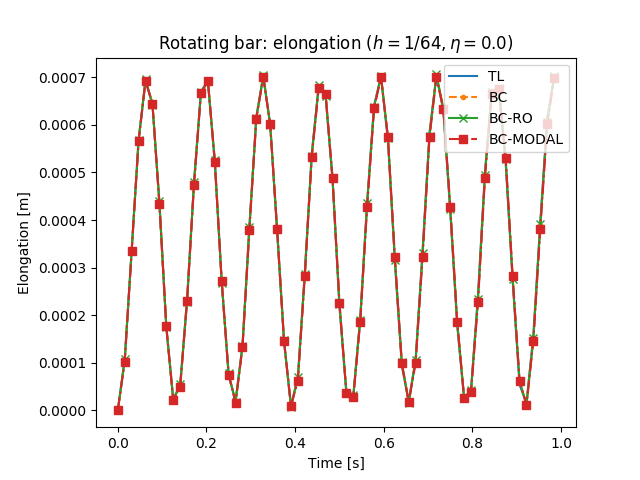 Rotating bar: elongation (h = 1/64, η = 0.0)
TL
BC
BC-RO
BC-MODAL
Elongation [m]
0.0007
0.0006
0.0005
0.0004
0.0003
0.0002
0.0001
0.0000
0.0 0.2 0.4 0.6 0.8 1.0
Time [s]